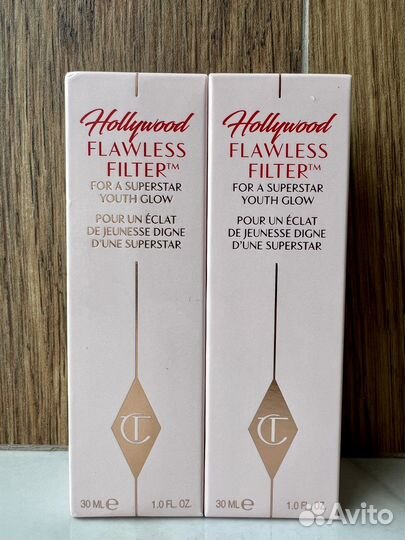 Hollywood
FLAWLESS
FILTER™
FOR A SUPERSTAR
YOUTH GLOW
POUR UN ÉCLAT
DE JEUNESSE DIGNE
D'UNE SUPERSTAR
CT
30 ML ℮ 1.0 FL. OZ.
Hollywood
FLAWLESS
FILTER™
FOR A SUPERSTAR
YOUTH GLOW
POUR UN ÉCLAT
DE JEUNESSE DIGNE
D'UNE SUPERSTAR
CT
30 ML ℮ 1.0 FL. OZ.
Avito